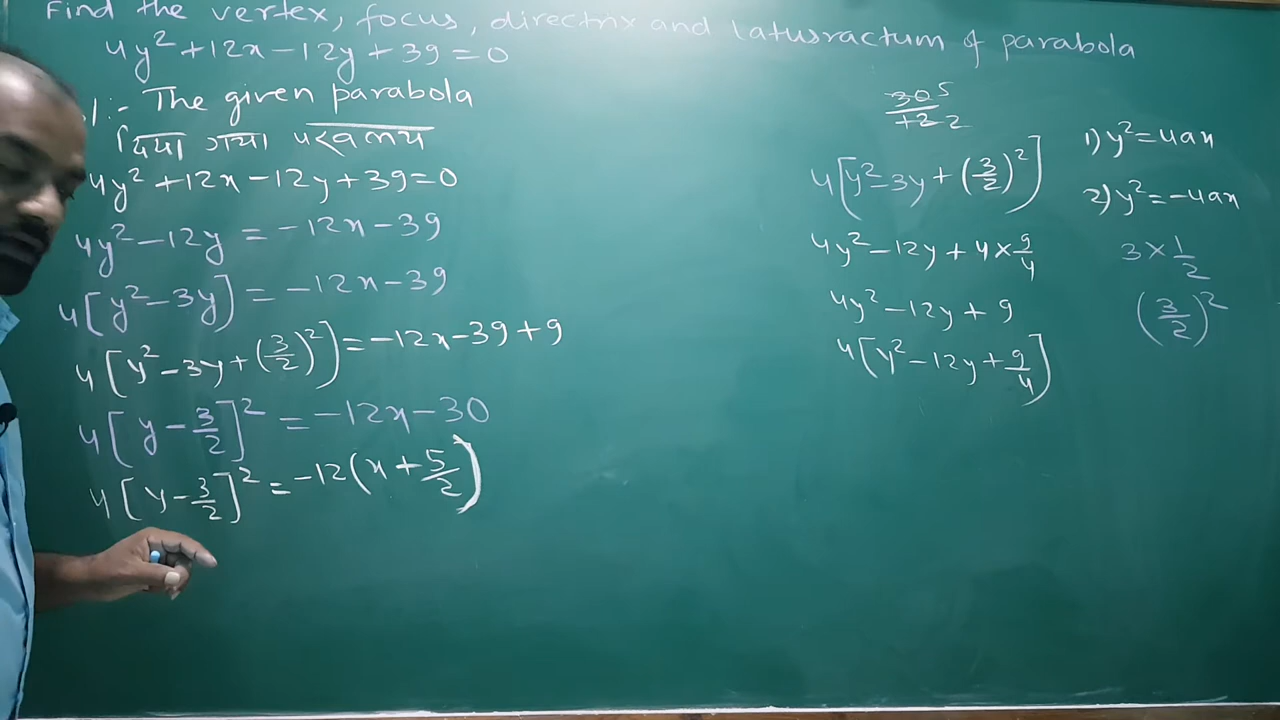 Find the vertex, focus, directrix and latusractum of parabola
4y² + 12x - 12y + 39 = 0
The given parabola
दिया गया परवलय
4y² + 12x - 12y + 39 = 0
4y² - 12y = -12x - 39
4[y² - 3y] = -12x - 39
4[y² - 3y + (3/2)²] = -12x - 39 + 9
4[y - 3/2]² = -12x - 30
4[y - 3/2]² = -12(x + 5/2)
30 5
12 2
4[y² - 3y + (3/2)²]
4y² - 12y + 4 × 9/4
4y² - 12y + 9
4[y² - 12y + 9/4]
1) y² = 4ax
2) y² = -4ax
3 × 1/2
(3/2)²